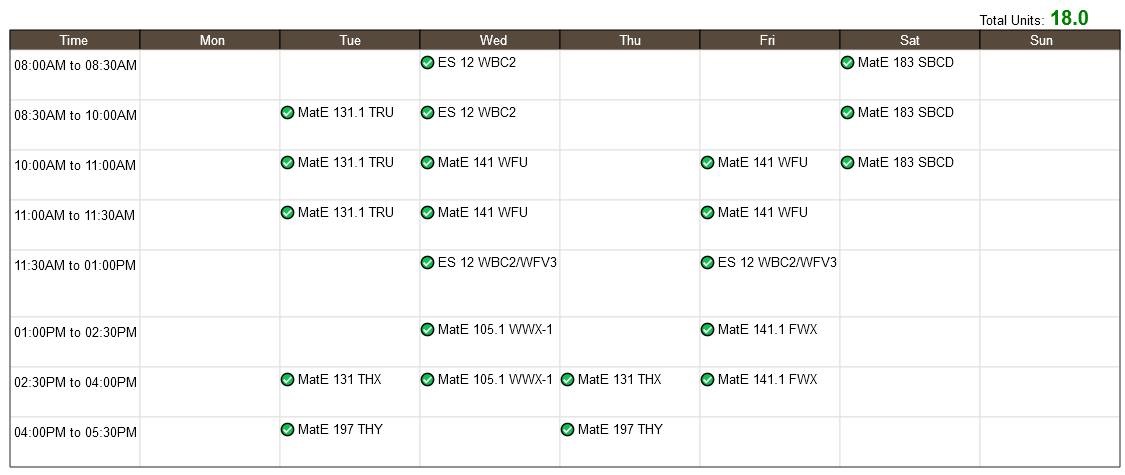 Total Units: 18.0
Time Mon Tue Wed Thu Fri Sat Sun
08:00AM to 08:30AM ES 12 WBC2 MatE 183 SBCD
08:30AM to 10:00AM MatE 131.1 TRU ES 12 WBC2 MatE 183 SBCD
10:00AM to 11:00AM MatE 131.1 TRU MatE 141 WFU MatE 141 WFU MatE 183 SBCD
11:00AM to 11:30AM MatE 131.1 TRU MatE 141 WFU MatE 141 WFU
11:30AM to 01:00PM ES 12 WBC2/WFV3 ES 12 WBC2/WFV3
01:00PM to 02:30PM MatE 105.1 WWX-1 MatE 141.1 FWX
02:30PM to 04:00PM MatE 131 THX MatE 105.1 WWX-1 MatE 131 THX MatE 141.1 FWX
04:00PM to 05:30PM MatE 197 THY MatE 197 THY